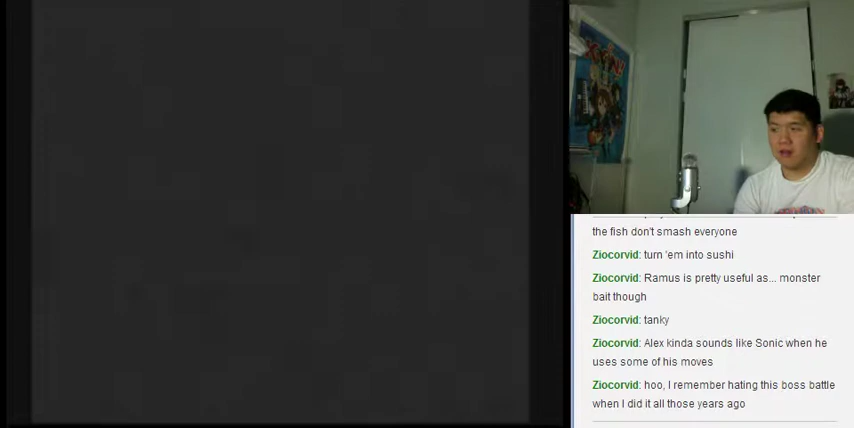 the fish don't smash everyone
Ziocorvid: turn 'em into sushi
Ziocorvid: Ramus is pretty useful as... monster
bait though
Ziocorvid: tanky
Ziocorvid: Alex kinda sounds like Sonic when he
uses some of his moves
Ziocorvid: hoo, I remember hating this boss battle
when I did it all those years ago